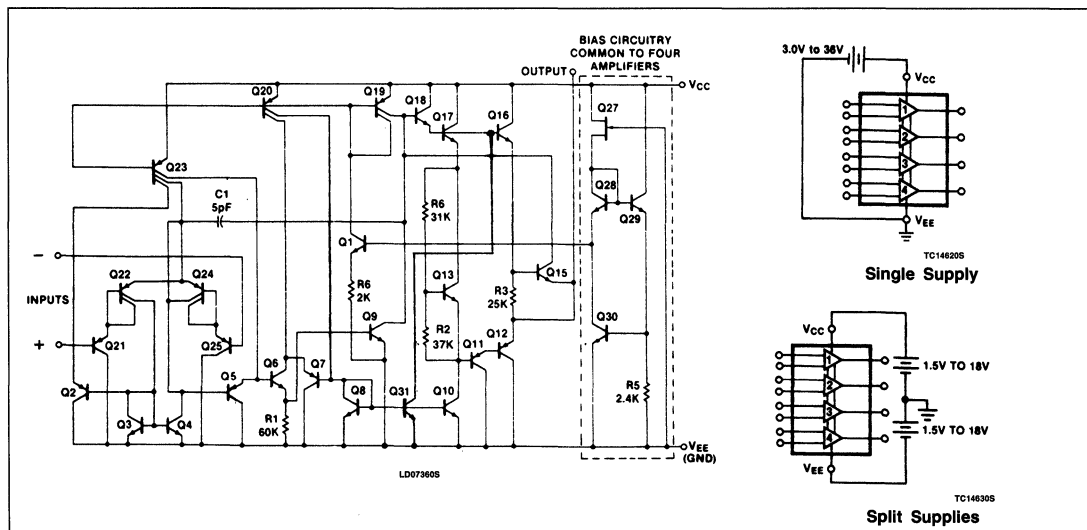 BIAS CIRCUITRY
COMMON TO FOUR
AMPLIFIERS
OUTPUT
VCC
Q20
Q19
Q18
Q17
Q16
Q27
Q23
C1
5pF
R6
31K
Q28
Q29
Q1
–
Q22
Q24
Q13
Q15
INPUTS
R6
2K
R3
25K
Q9
R2
37K
Q30
+
Q21
Q25
Q11
Q12
Q2
Q5
Q6
Q7
Q8
Q31
Q10
R5
2.4K
Q3
Q4
R1
60K
VEE
(GND)
LD07360S
3.0V to 36V
VCC
1
2
3
4
VEE
TC14620S
Single Supply
VCC
1
2
3
4
1.5V TO 18V
1.5V TO 18V
VEE
TC14630S
Split Supplies